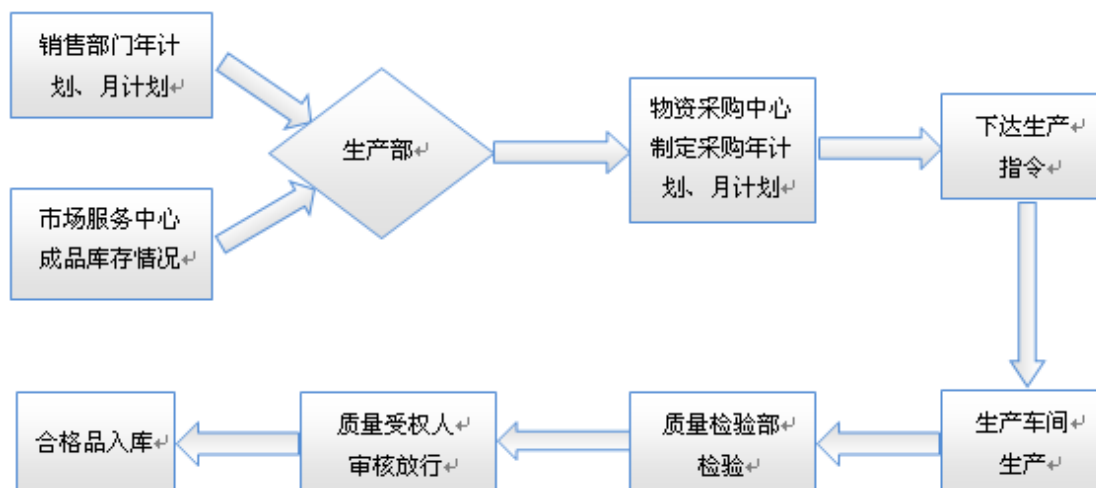 销售部门年计
划、月计划
市场服务中心
成品库存情况
生产部
物资采购中心
制定采购年计
划、月计划
下达生产
指令
生产车间
生产
质量检验部
检验
质量受权人
审核放行
合格品入库